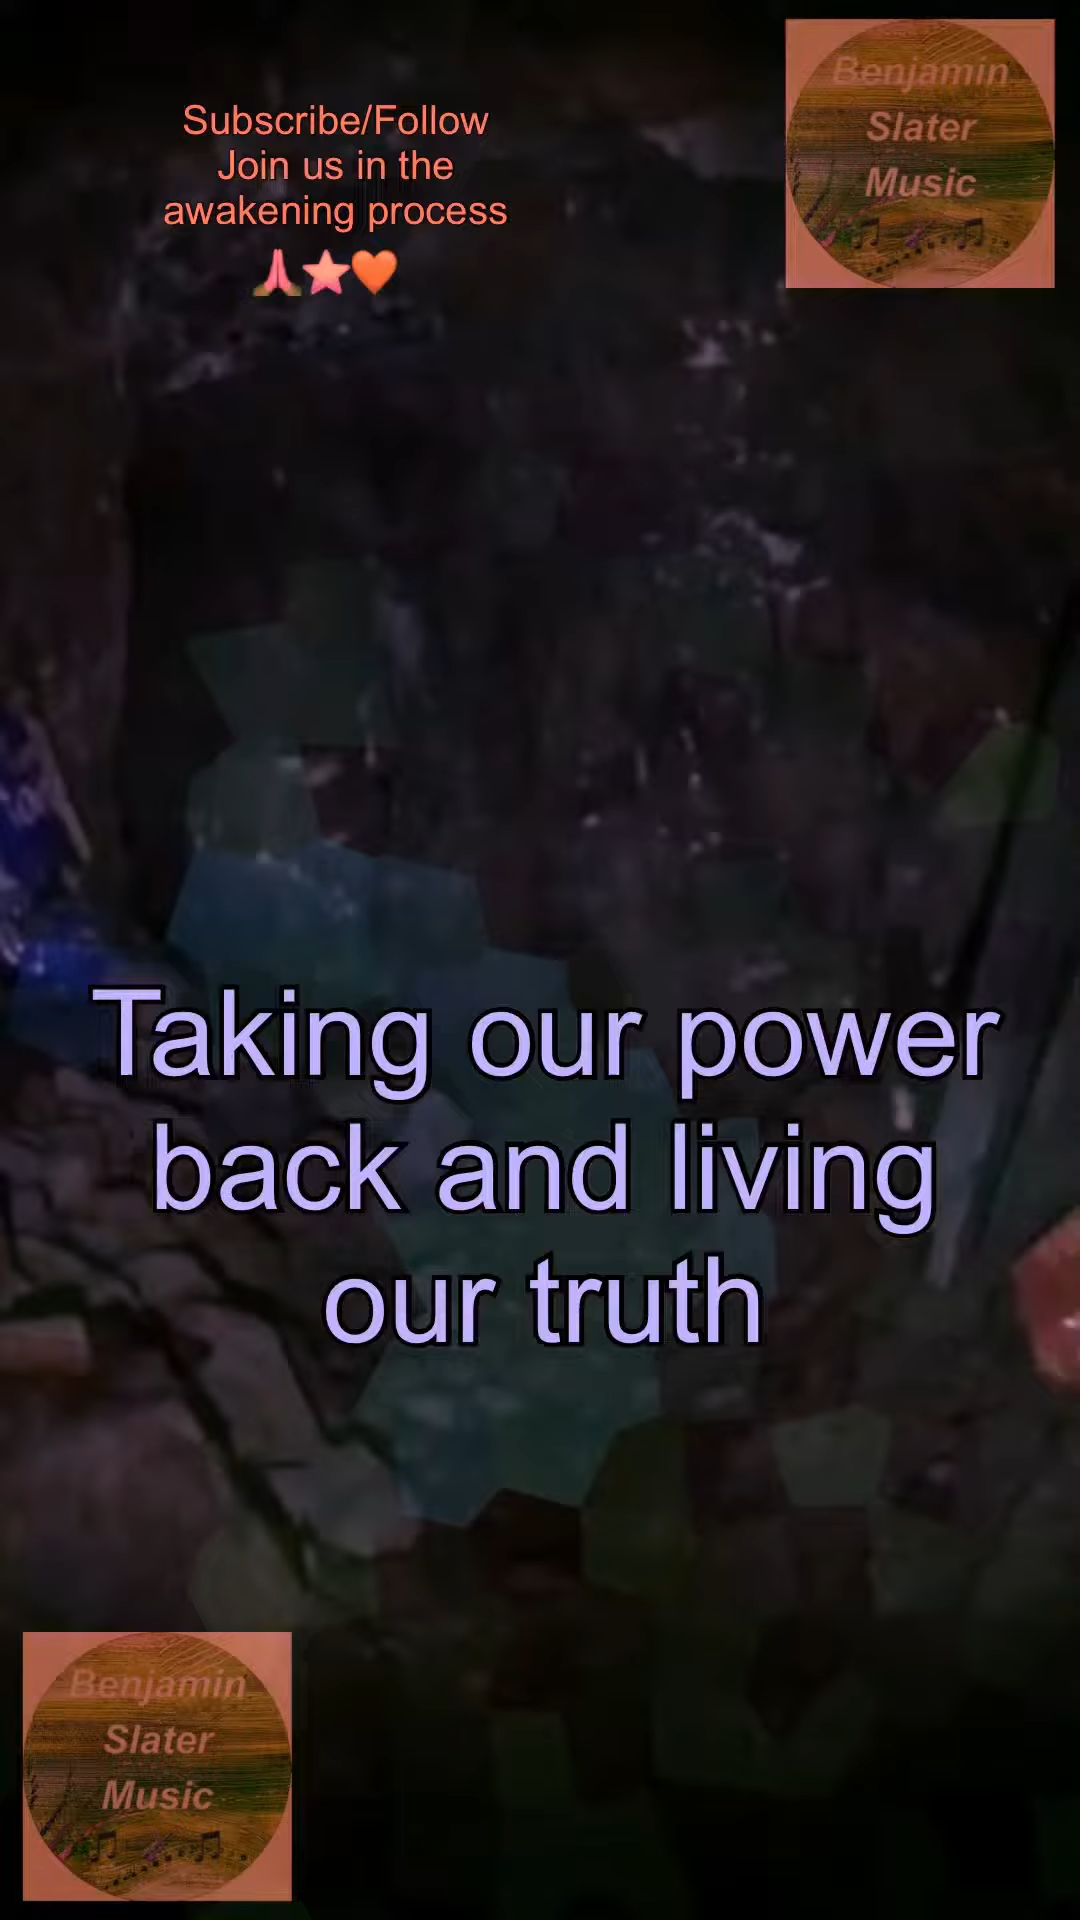 Subscribe/Follow
Join us in the
awakening process
🙏⭐🧡
Benjamin
Slater
Music
Taking our power
back and living
our truth
Benjamin
Slater
Music